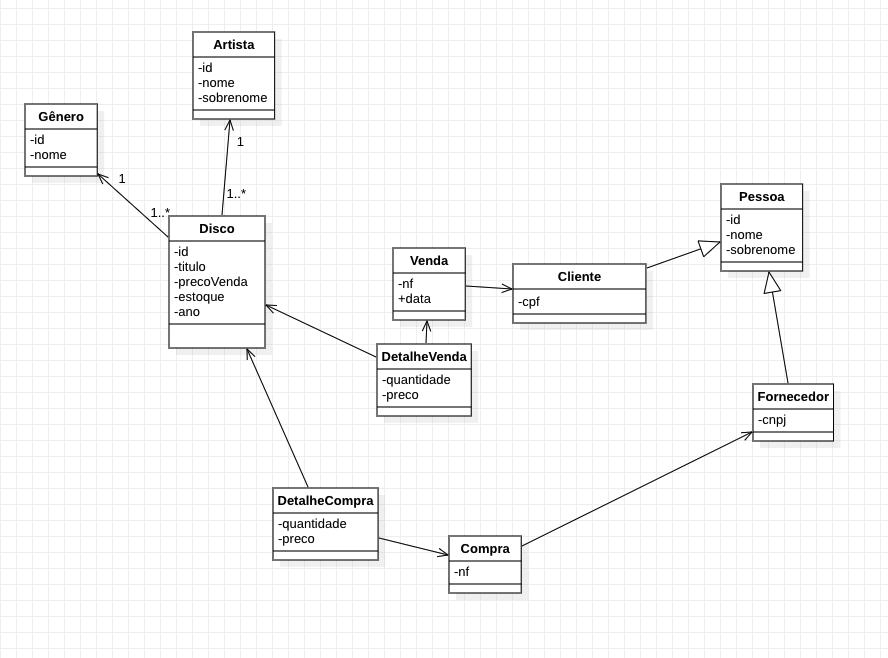 Artista
-id
-nome
-sobrenome
Gênero
-id
-nome
1
1
1..*
1..*
Disco
-id
-titulo
-precoVenda
-estoque
-ano
Pessoa
-id
-nome
-sobrenome
Venda
-nf
+data
Cliente
-cpf
DetalheVenda
-quantidade
-preco
Fornecedor
-cnpj
DetalheCompra
-quantidade
-preco
Compra
-nf